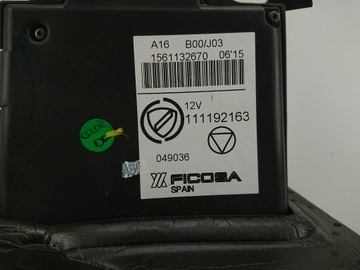 A16 B00/J03
1561132670 06'15
12V
111192163
049036
FICOSA
SPAIN